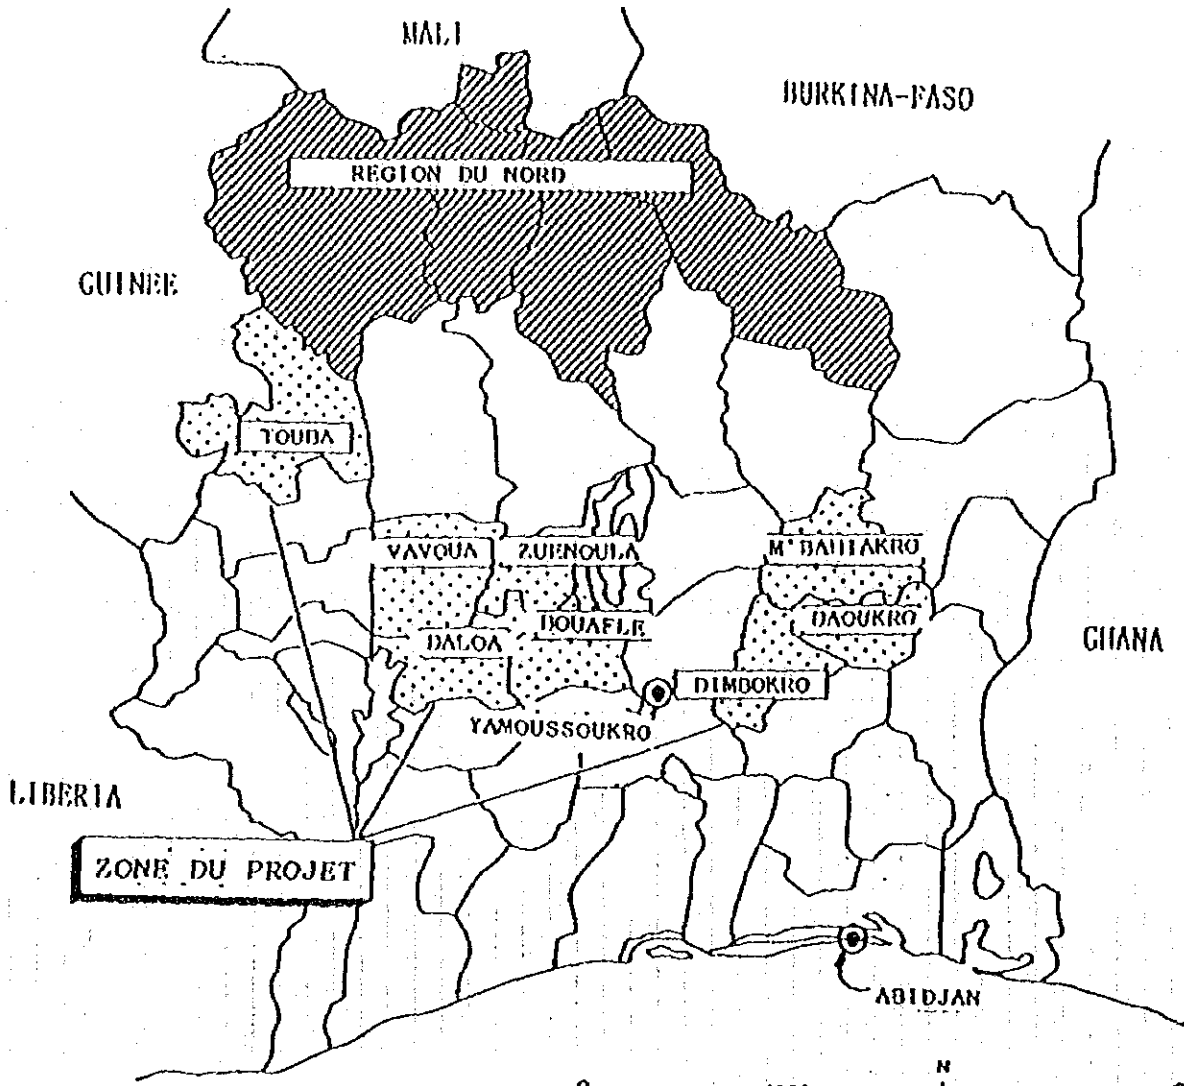 MALI
BURKINA-FASO
REGION DU NORD
GUINEE
TOUBA
VAVOUA
ZUENOULA
M'BAHIAKRO
BOUAFLE
DAOUKRO
GHANA
DALOA
DIMBOKRO
YAMOUSSOUKRO
LIBERIA
ZONE DU PROJET
ABIDJAN
N